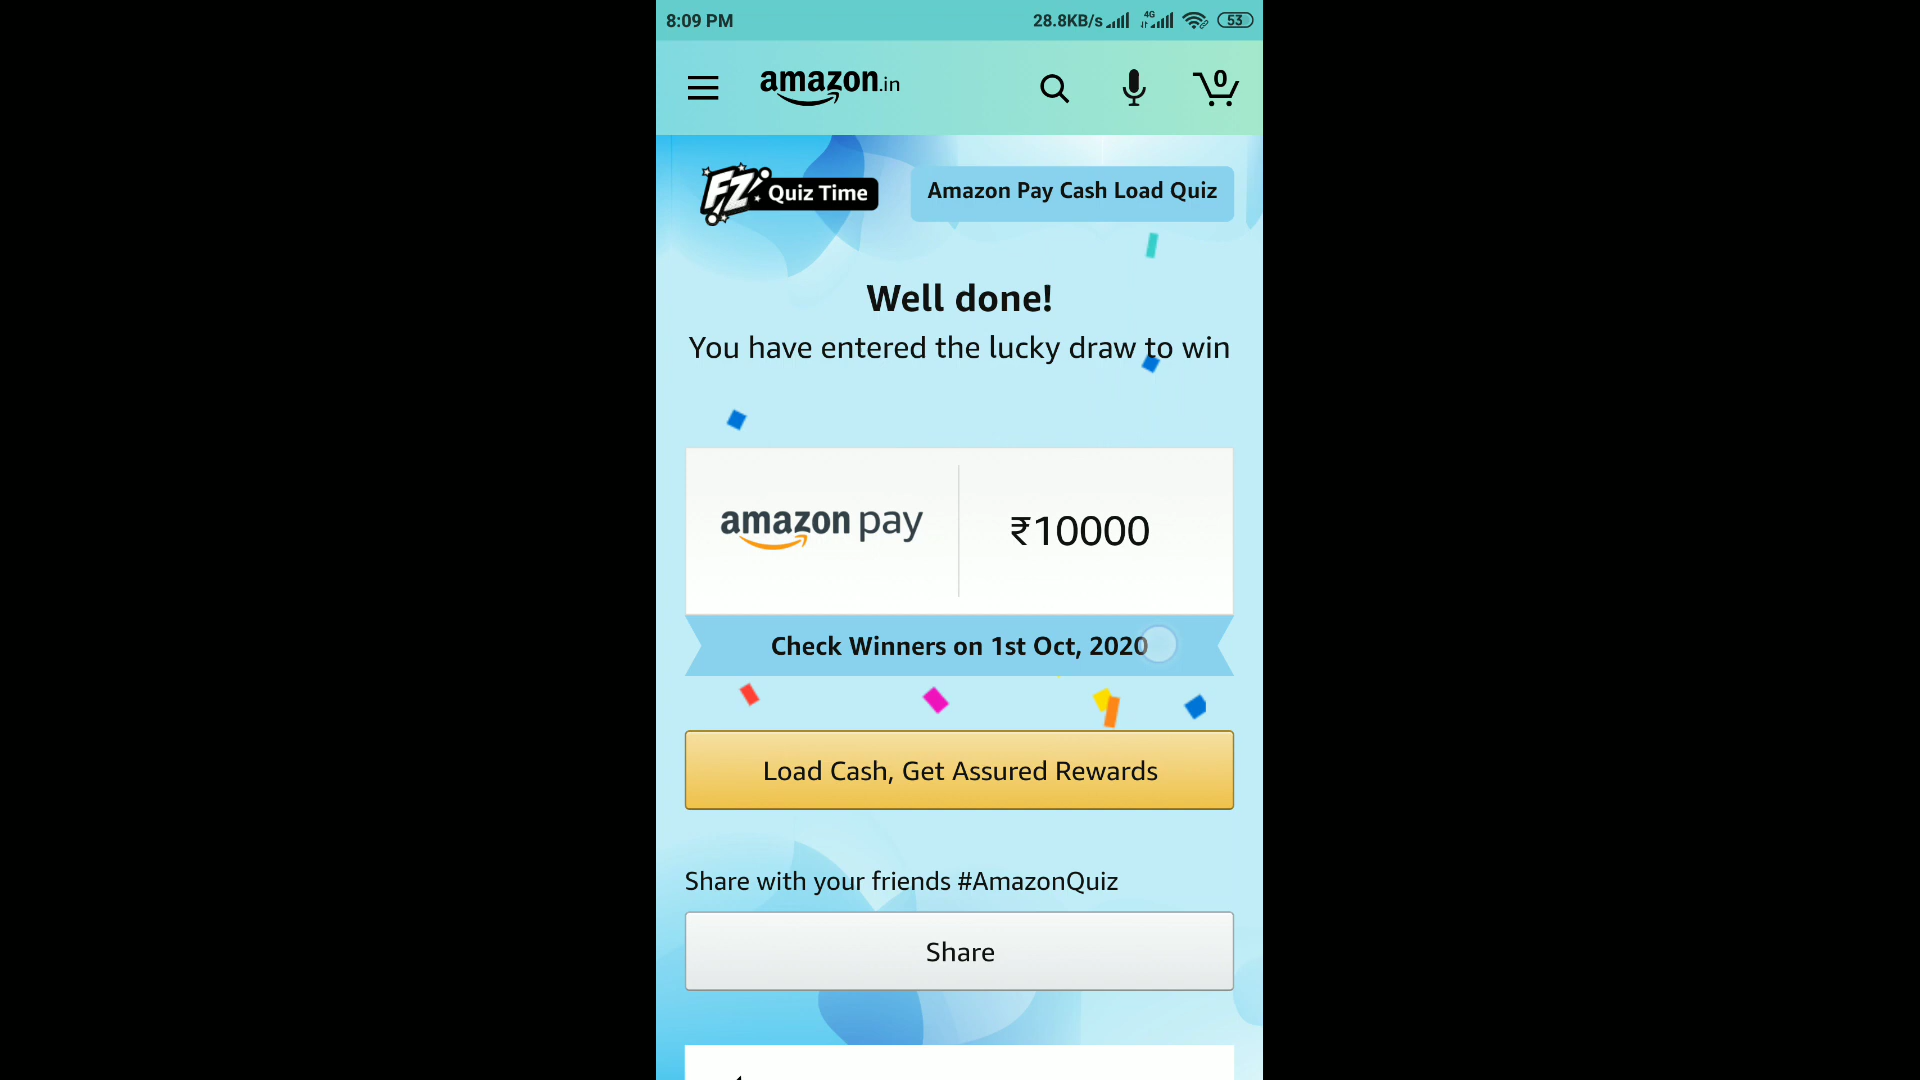 8:09 PM 28.8KB/s 4G 53
amazon.in 0
FZ Quiz Time Amazon Pay Cash Load Quiz
Well done!
You have entered the lucky draw to win
amazon pay ₹10000
Check Winners on 1st Oct, 2020
Load Cash, Get Assured Rewards
Share with your friends #AmazonQuiz
Share